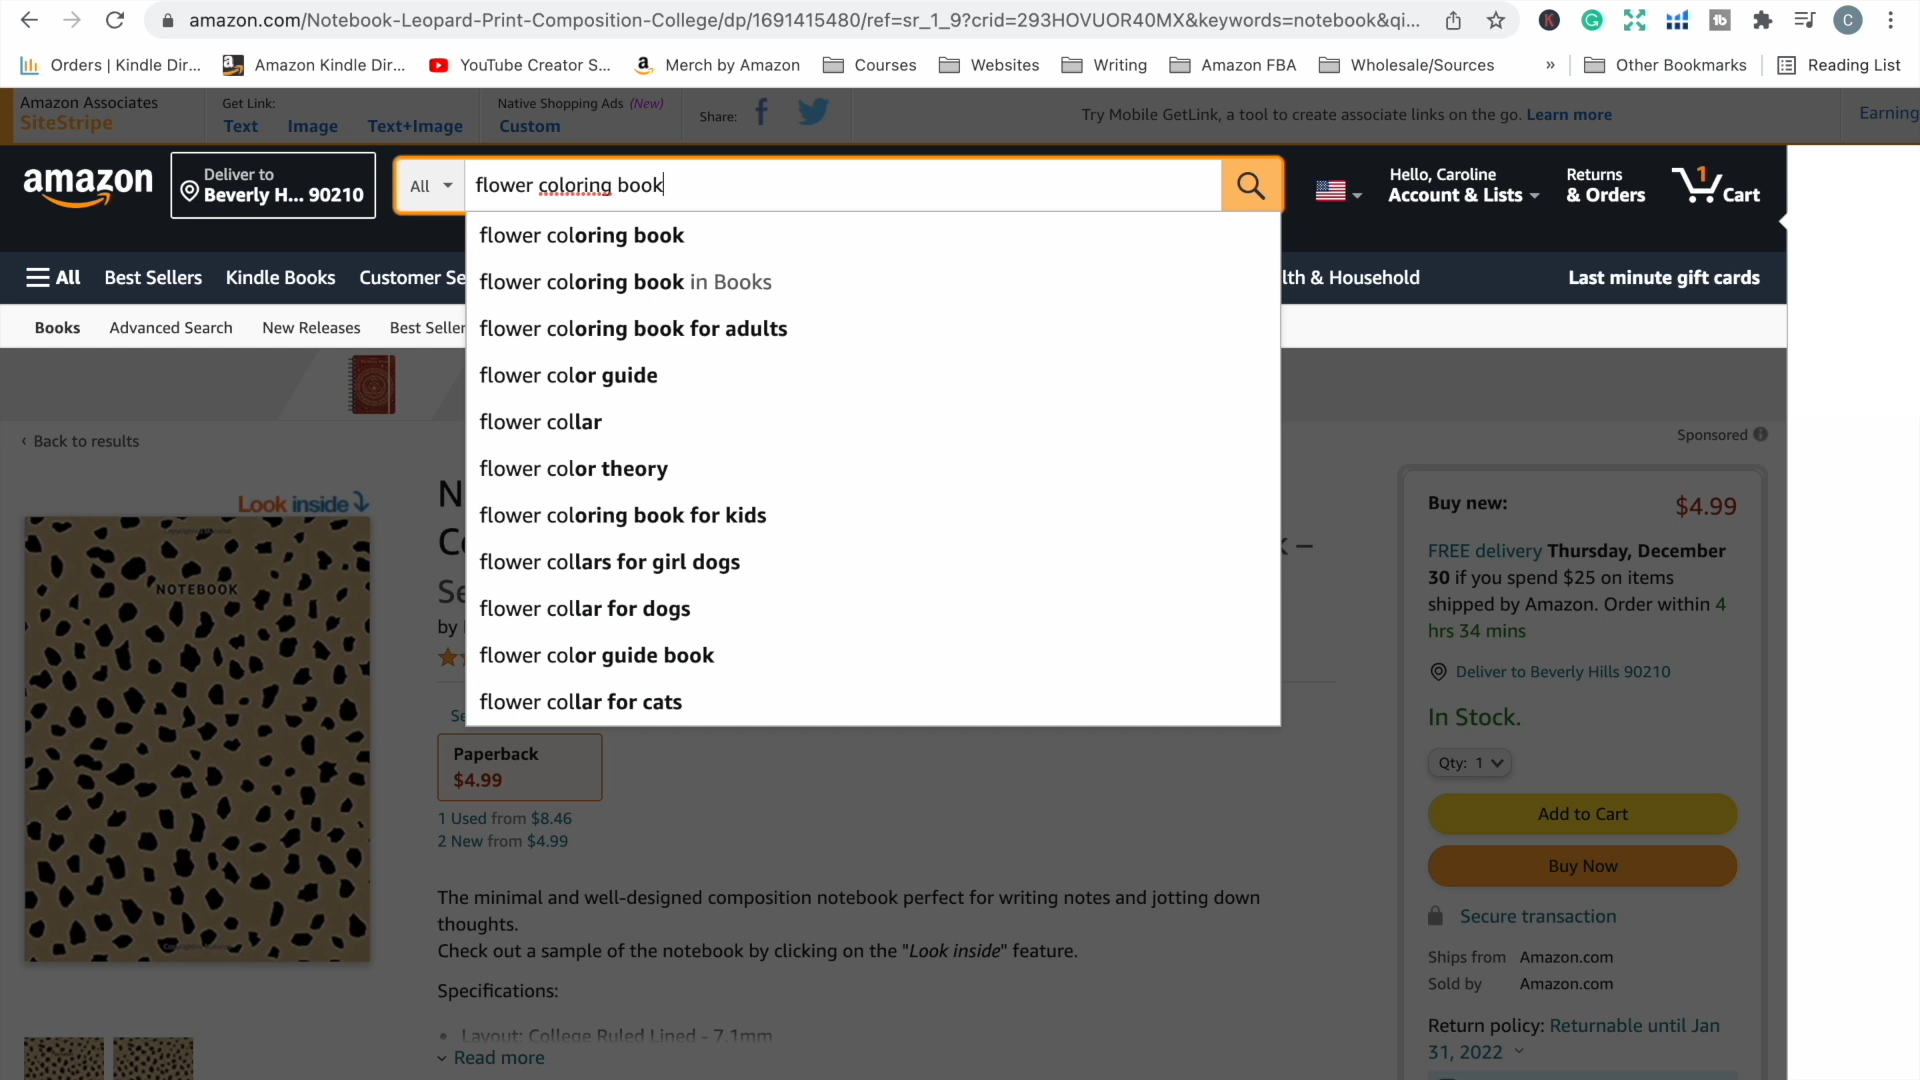 amazon.com/Notebook-Leopard-Print-Composition-College/dp/1691415480/ref=sr_1_9?crid=293HOVUOR40MX&keywords=notebook&qi...
C
Orders | Kindle Dir...
Amazon Kindle Dir...
YouTube Creator S...
Merch by Amazon
Courses
Websites
Writing
Amazon FBA
Wholesale/Sources
»
Other Bookmarks
Reading List
Amazon Associates
SiteStripe
Get Link:
Text Image Text+Image
Native Shopping Ads (New)
Custom
Share:
Try Mobile GetLink, a tool to create associate links on the go. Learn more
Earning
amazon
Deliver to
Beverly H... 90210
All
flower coloring book
Hello, Caroline
Account & Lists
Returns
& Orders
1
Cart
All
Best Sellers
Kindle Books
Customer Se
lth & Household
Last minute gift cards
Books
Advanced Search
New Releases
Best Seller
flower coloring book
flower coloring book in Books
flower coloring book for adults
flower color guide
flower collar
flower color theory
flower coloring book for kids
flower collars for girl dogs
flower collar for dogs
flower color guide book
flower collar for cats
‹ Back to results
Sponsored
Look inside
NOTEBOOK
N
Co
k –
Se
by
Se
Paperback
$4.99
1 Used from $8.46
2 New from $4.99
The minimal and well-designed composition notebook perfect for writing notes and jotting down
thoughts.
Check out a sample of the notebook by clicking on the "Look inside" feature.
Specifications:
• Layout: College Ruled Lined - 7.1mm
Read more
Buy new:
$4.99
FREE delivery Thursday, December
30 if you spend $25 on items
shipped by Amazon. Order within 4
hrs 34 mins
Deliver to Beverly Hills 90210
In Stock.
Qty: 1
Add to Cart
Buy Now
Secure transaction
Ships from Amazon.com
Sold by Amazon.com
Return policy: Returnable until Jan
31, 2022